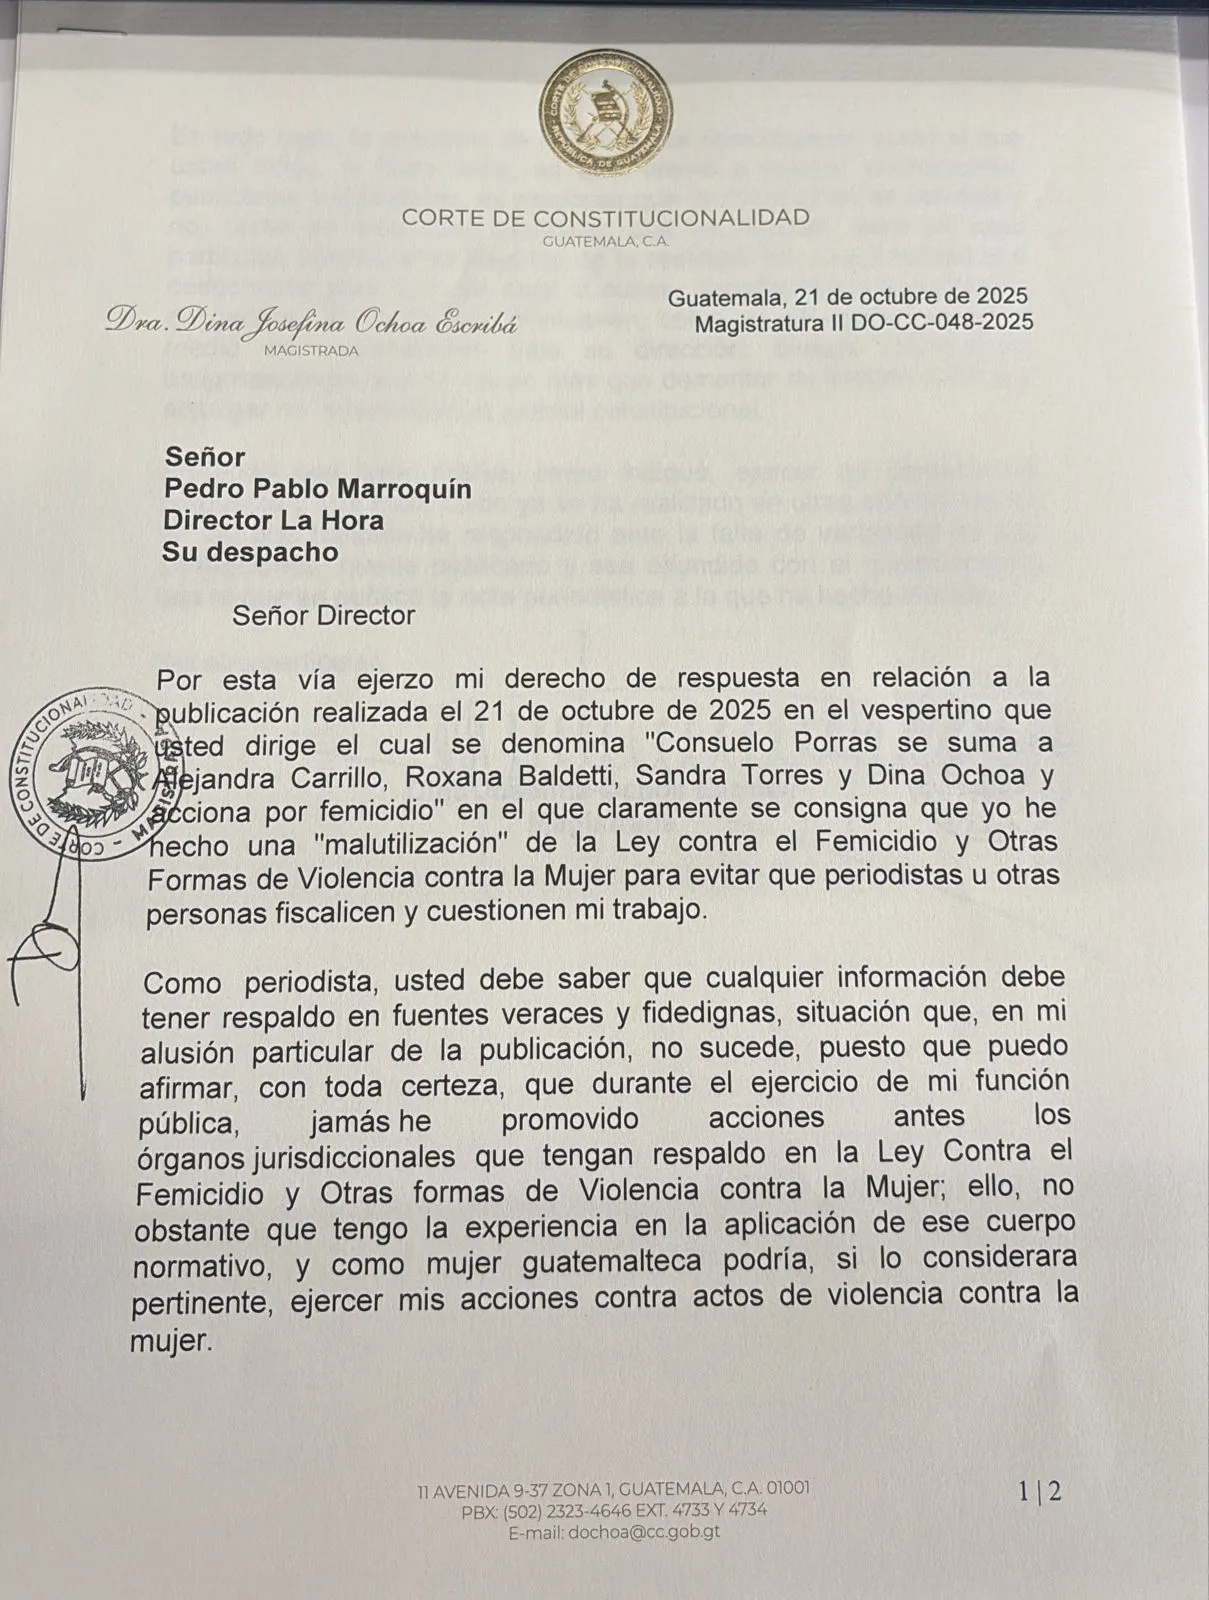 CORTE DE CONSTITUCIONALIDAD
REPÚBLICA DE GUATEMALA
CORTE DE CONSTITUCIONALIDAD
GUATEMALA, C.A.
Guatemala, 21 de octubre de 2025
Magistratura II DO-CC-048-2025
Dra. Dina Josefina Ochoa Escribá
MAGISTRADA
Señor
Pedro Pablo Marroquín
Director La Hora
Su despacho
Señor Director
Por esta vía ejerzo mi derecho de respuesta en relación a la
publicación realizada el 21 de octubre de 2025 en el vespertino que
usted dirige el cual se denomina "Consuelo Porras se suma a
Alejandra Carrillo, Roxana Baldetti, Sandra Torres y Dina Ochoa y
acciona por femicidio" en el que claramente se consigna que yo he
hecho una "malutilización" de la Ley contra el Femicidio y Otras
Formas de Violencia contra la Mujer para evitar que periodistas u otras
personas fiscalicen y cuestionen mi trabajo.
CORTE DE CONSTITUCIONALIDAD
Como periodista, usted debe saber que cualquier información debe
tener respaldo en fuentes veraces y fidedignas, situación que, en mi
alusión particular de la publicación, no sucede, puesto que puedo
afirmar, con toda certeza, que durante el ejercicio de mi función
pública, jamás he promovido acciones antes los
órganos jurisdiccionales que tengan respaldo en la Ley Contra el
Femicidio y Otras formas de Violencia contra la Mujer; ello, no
obstante que tengo la experiencia en la aplicación de ese cuerpo
normativo, y como mujer guatemalteca podría, si lo considerara
pertinente, ejercer mis acciones contra actos de violencia contra la
mujer.
11 AVENIDA 9-37 ZONA 1, GUATEMALA, C.A. 01001
PBX: (502) 2323-4646 EXT. 4733 Y 4734
E-mail: dochoa@cc.gob.gt
1|2